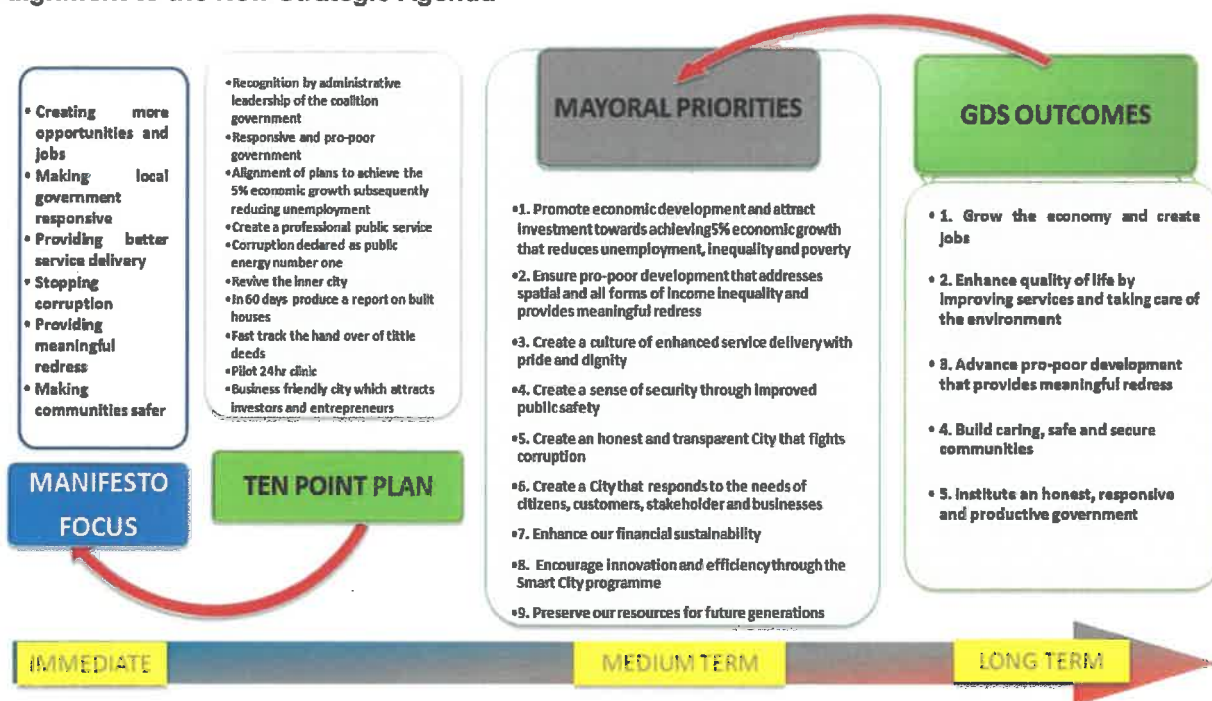 • Creating more
opportunities and
jobs
• Making local
government
responsive
• Providing better
service delivery
• Stopping
corruption
• Providing
meaningful
redress
• Making
communities safer
MANIFESTO
FOCUS
•Recognition by administrative
leadership of the coalition
government
•Responsive and pro-poor
government
•Alignment of plans to achieve the
5% economic growth subsequently
reducing unemployment
•Create a professional public service
•Corruption declared as public
energy number one
•Revive the inner city
•In 60 days produce a report on built
houses
•Fast track the hand over of tittle
deeds
•Pilot 24hr clinic
•Business friendly city which attracts
investors and entrepreneurs
TEN POINT PLAN
MAYORAL PRIORITIES
•1. Promote economic development and attract
investment towards achieving 5% economic growth
that reduces unemployment, inequality and poverty
•2. Ensure pro-poor development that addresses
spatial and all forms of income inequality and
provides meaningful redress
•3. Create a culture of enhanced service delivery with
pride and dignity
•4. Create a sense of security through improved
public safety
•5. Create an honest and transparent City that fights
corruption
•6. Create a City that responds to the needs of
citizens, customers, stakeholder and businesses
•7. Enhance our financial sustainability
•8. Encourage innovation and efficiency through the
Smart City programme
•9. Preserve our resources for future generations
GDS OUTCOMES
• 1. Grow the economy and create
jobs
• 2. Enhance quality of life by
improving services and taking care of
the environment
• 3. Advance pro-poor development
that provides meaningful redress
• 4. Build caring, safe and secure
communities
• 5. Institute an honest, responsive
and productive government
IMMEDIATE
MEDIUM TERM
LONG TERM